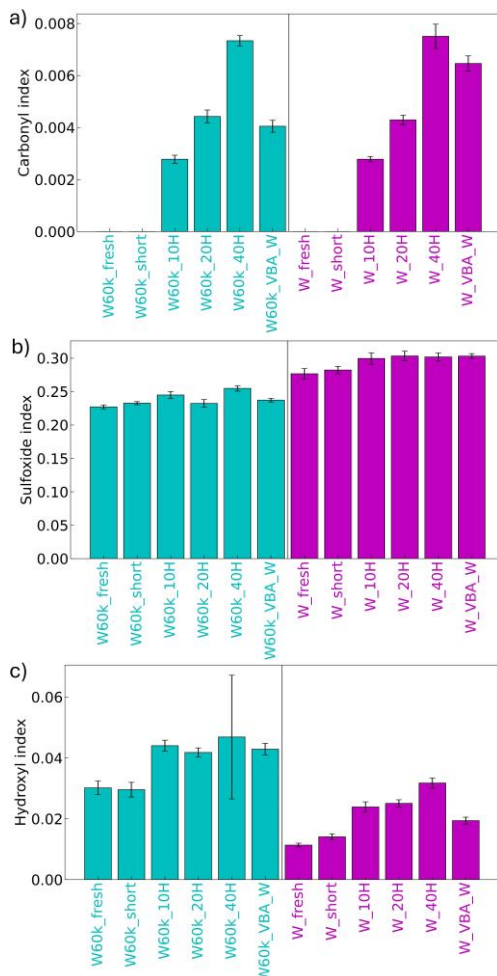 a)
Carbonyl index
0.008
0.006
0.004
0.002
0.000
W60k_fresh
W60k_short
W60k_10H
W60k_20H
W60k_40H
W60k_VBA_W
W_fresh
W_short
W_10H
W_20H
W_40H
W_VBA_W
b)
Sulfoxide index
0.30
0.25
0.20
0.15
0.10
0.05
0.00
W60k_fresh
W60k_short
W60k_10H
W60k_20H
W60k_40H
W60k_VBA_W
W_fresh
W_short
W_10H
W_20H
W_40H
W_VBA_W
c)
Hydroxyl index
0.06
0.04
0.02
0.00
W60k_fresh
W60k_short
W60k_10H
W60k_20H
W60k_40H
W60k_VBA_W
W_fresh
W_short
W_10H
W_20H
W_40H
W_VBA_W